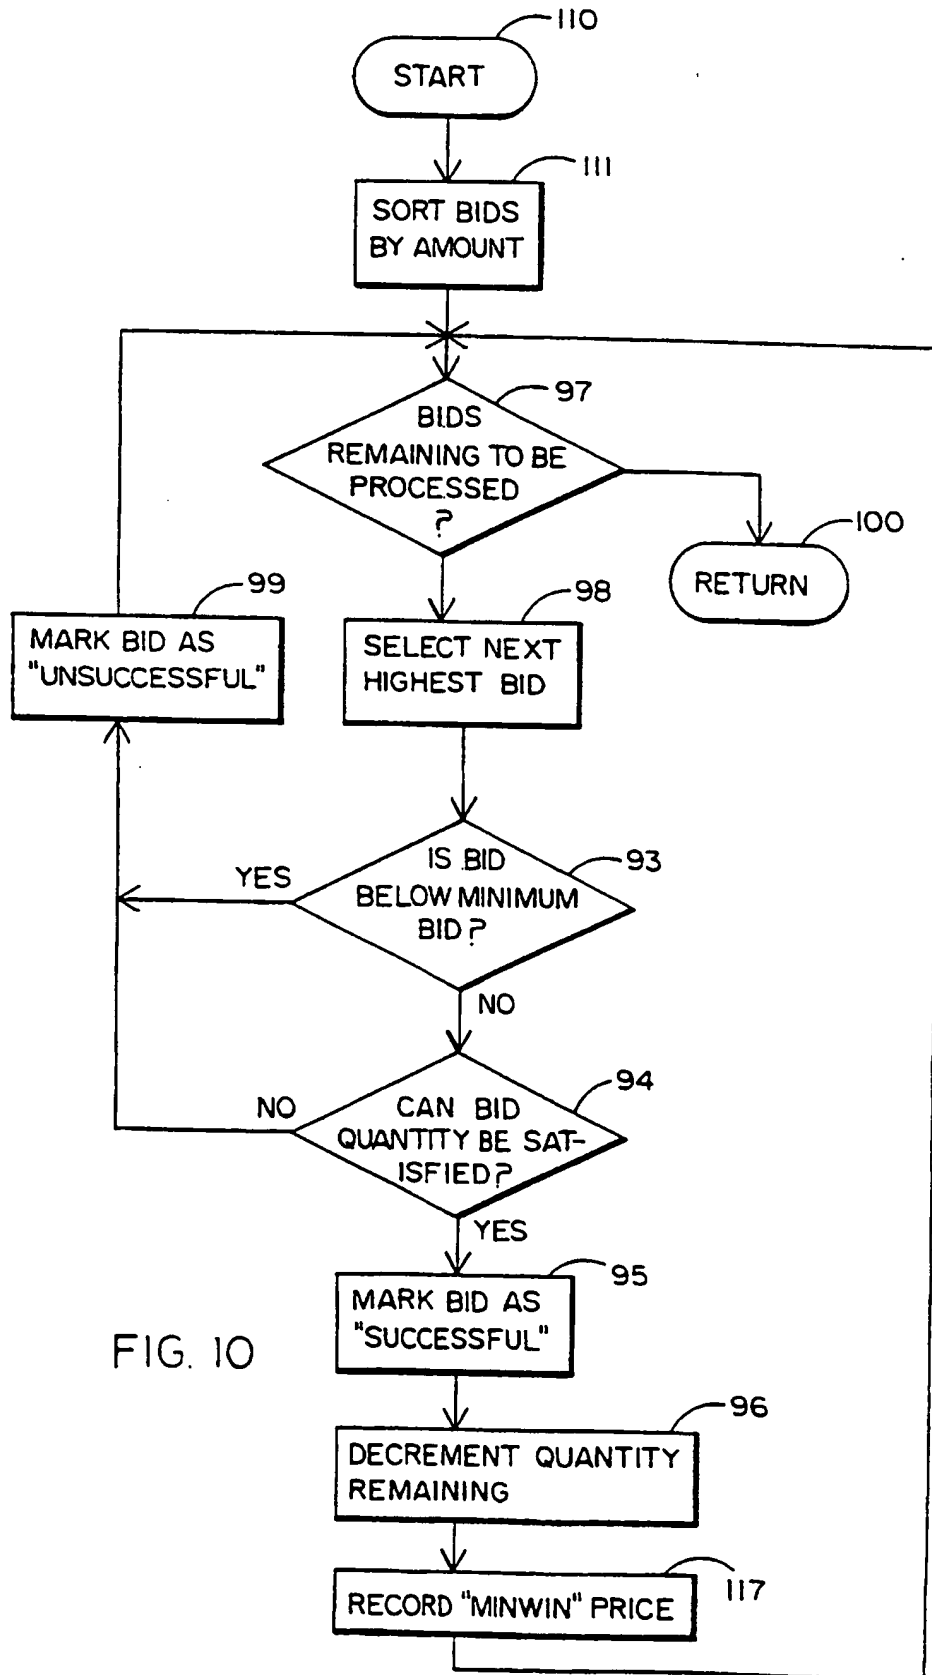 110
START
111
SORT BIDS
BY AMOUNT
97
BIDS
REMAINING TO BE
PROCESSED
?
100
RETURN
99
MARK BID AS
"UNSUCCESSFUL"
98
SELECT NEXT
HIGHEST BID
93
YES
IS BID
BELOW MINIMUM
BID?
NO
94
NO
CAN BID
QUANTITY BE SAT-
ISFIED?
YES
95
MARK BID AS
"SUCCESSFUL"
FIG. 10
96
DECREMENT QUANTITY
REMAINING
117
RECORD "MINWIN" PRICE